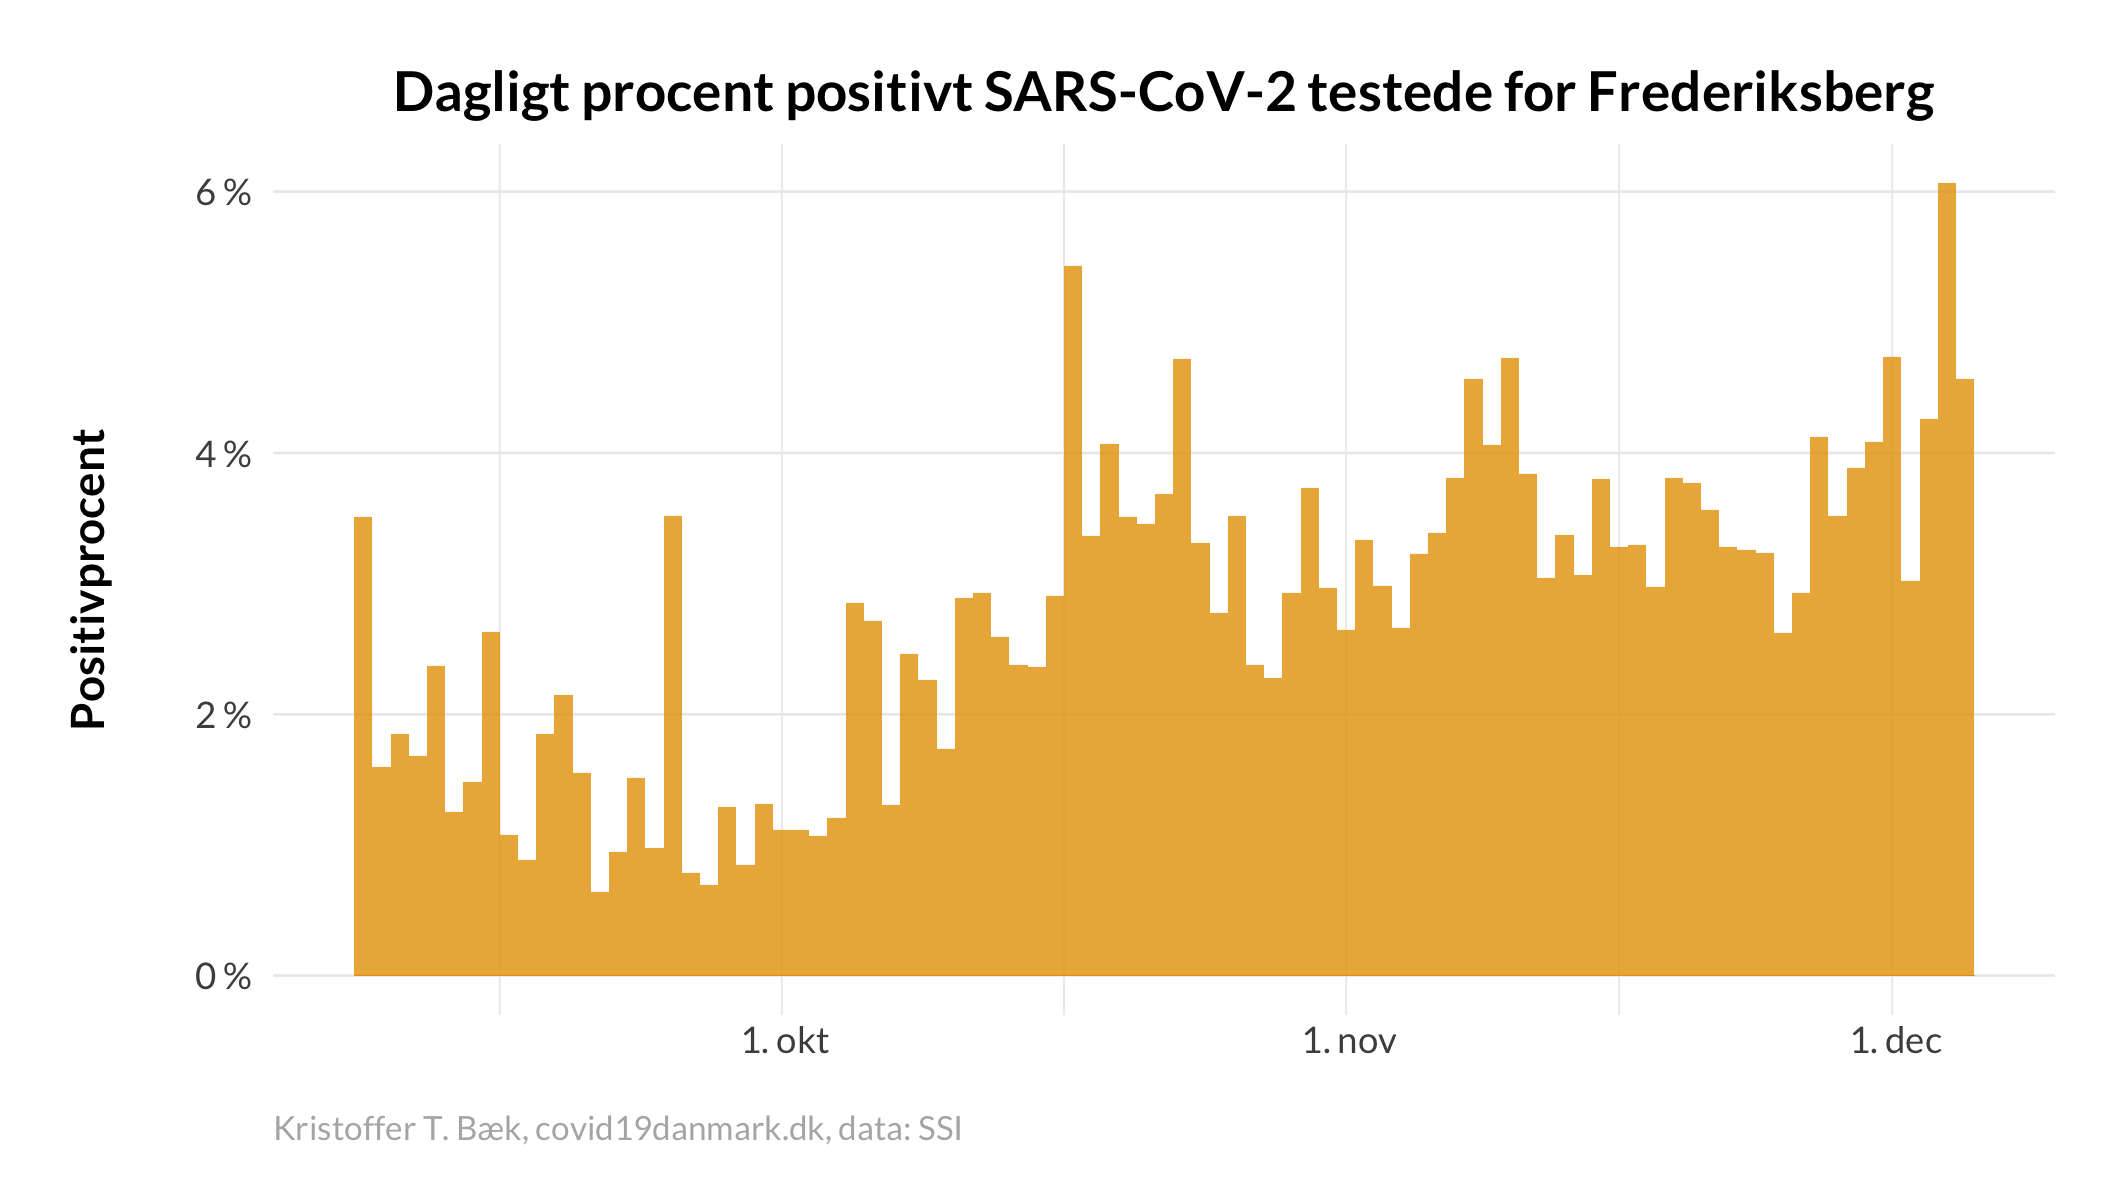 Dagligt procent positivt SARS-CoV-2 testede for Frederiksberg
Positivprocent
6 %
4 %
2 %
0 %
1. okt
1. nov
1. dec
Kristoffer T. Bæk, covid19danmark.dk, data: SSI